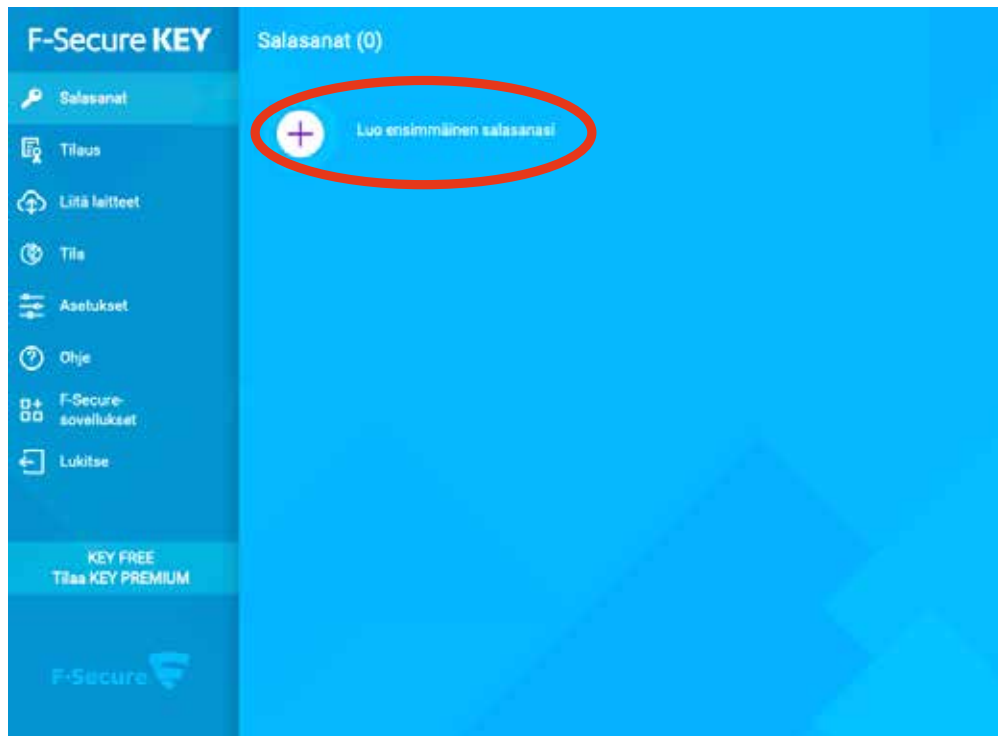 F-Secure KEY
Salasanat (0)
Salasanat
Luo ensimmäinen salasanasi
Tilaus
Liitä laitteet
Tila
Asetukset
Ohje
F-Secure-
sovellukset
Lukitse
KEY FREE
Tilaa KEY PREMIUM
F-Secure